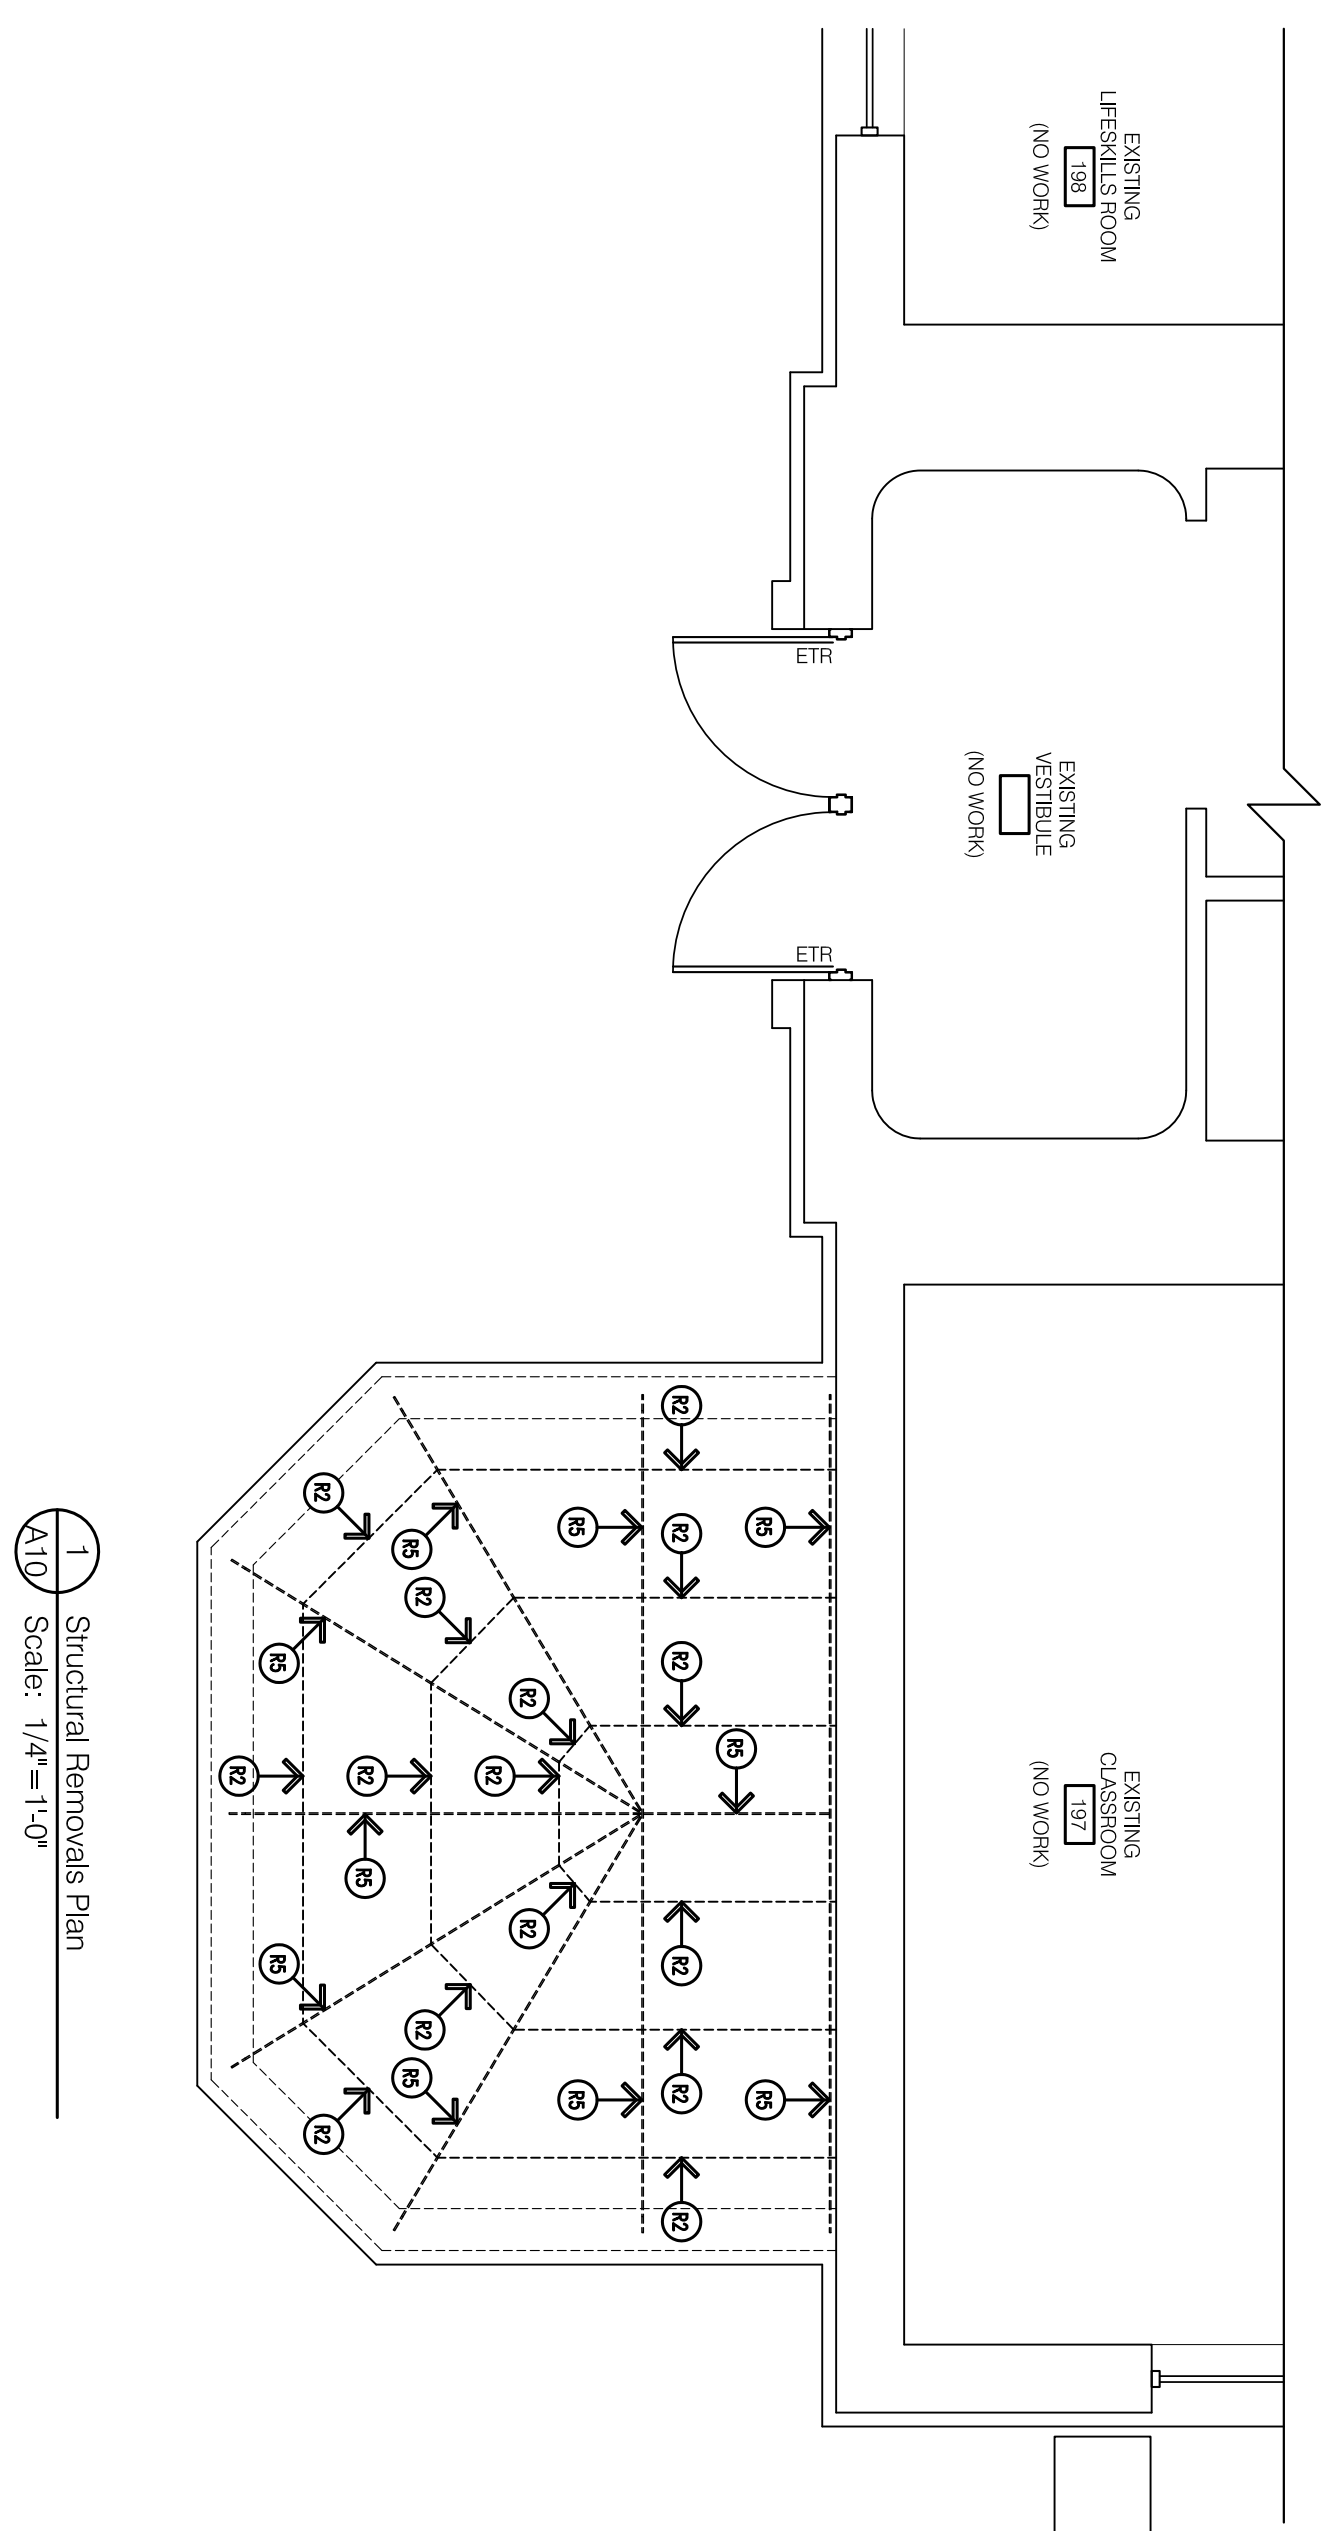 EXISTING
LIFESKILLS ROOM
198
(NO WORK)
EXISTING
VESTIBULE
(NO WORK)
ETR
ETR
EXISTING
CLASSROOM
197
(NO WORK)
R2
R2
R5
R5
R2
R2
R5
R5
R2
R2
R5
R2
R2
R2
R2
R5
R5
R2
R2
R5
R2
R5
R2
R5
R5
R2
R2
1
A10
Structural Removals Plan
Scale: 1/4"=1'-0"